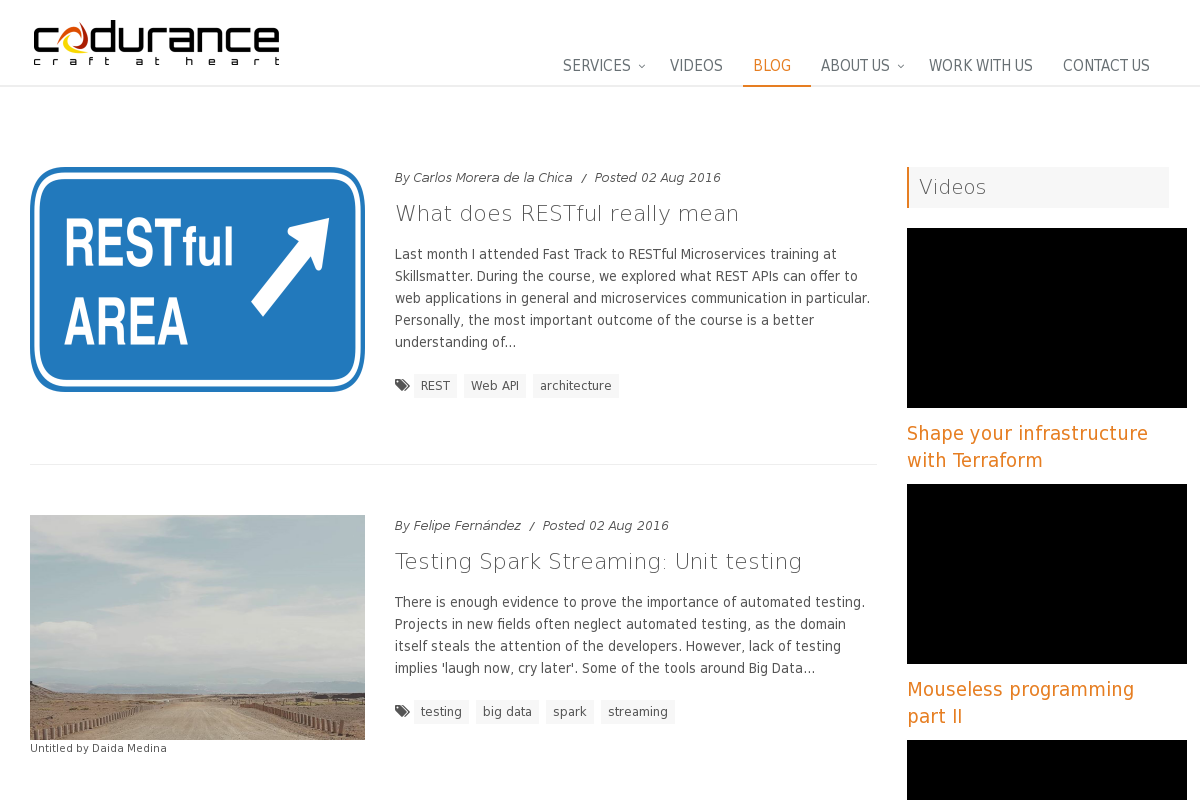 codurance
craft at heart
SERVICES VIDEOS BLOG ABOUT US WORK WITH US CONTACT US
RESTful
AREA
By Carlos Morera de la Chica / Posted 02 Aug 2016
What does RESTful really mean
Last month I attended Fast Track to RESTful Microservices training at
Skillsmatter. During the course, we explored what REST APIs can offer to
web applications in general and microservices communication in particular.
Personally, the most important outcome of the course is a better
understanding of...
REST Web API architecture
Untitled by Daida Medina
By Felipe Fernández / Posted 02 Aug 2016
Testing Spark Streaming: Unit testing
There is enough evidence to prove the importance of automated testing.
Projects in new fields often neglect automated testing, as the domain
itself steals the attention of the developers. However, lack of testing
implies 'laugh now, cry later'. Some of the tools around Big Data...
testing big data spark streaming
Videos
Shape your infrastructure
with Terraform
Mouseless programming
part II